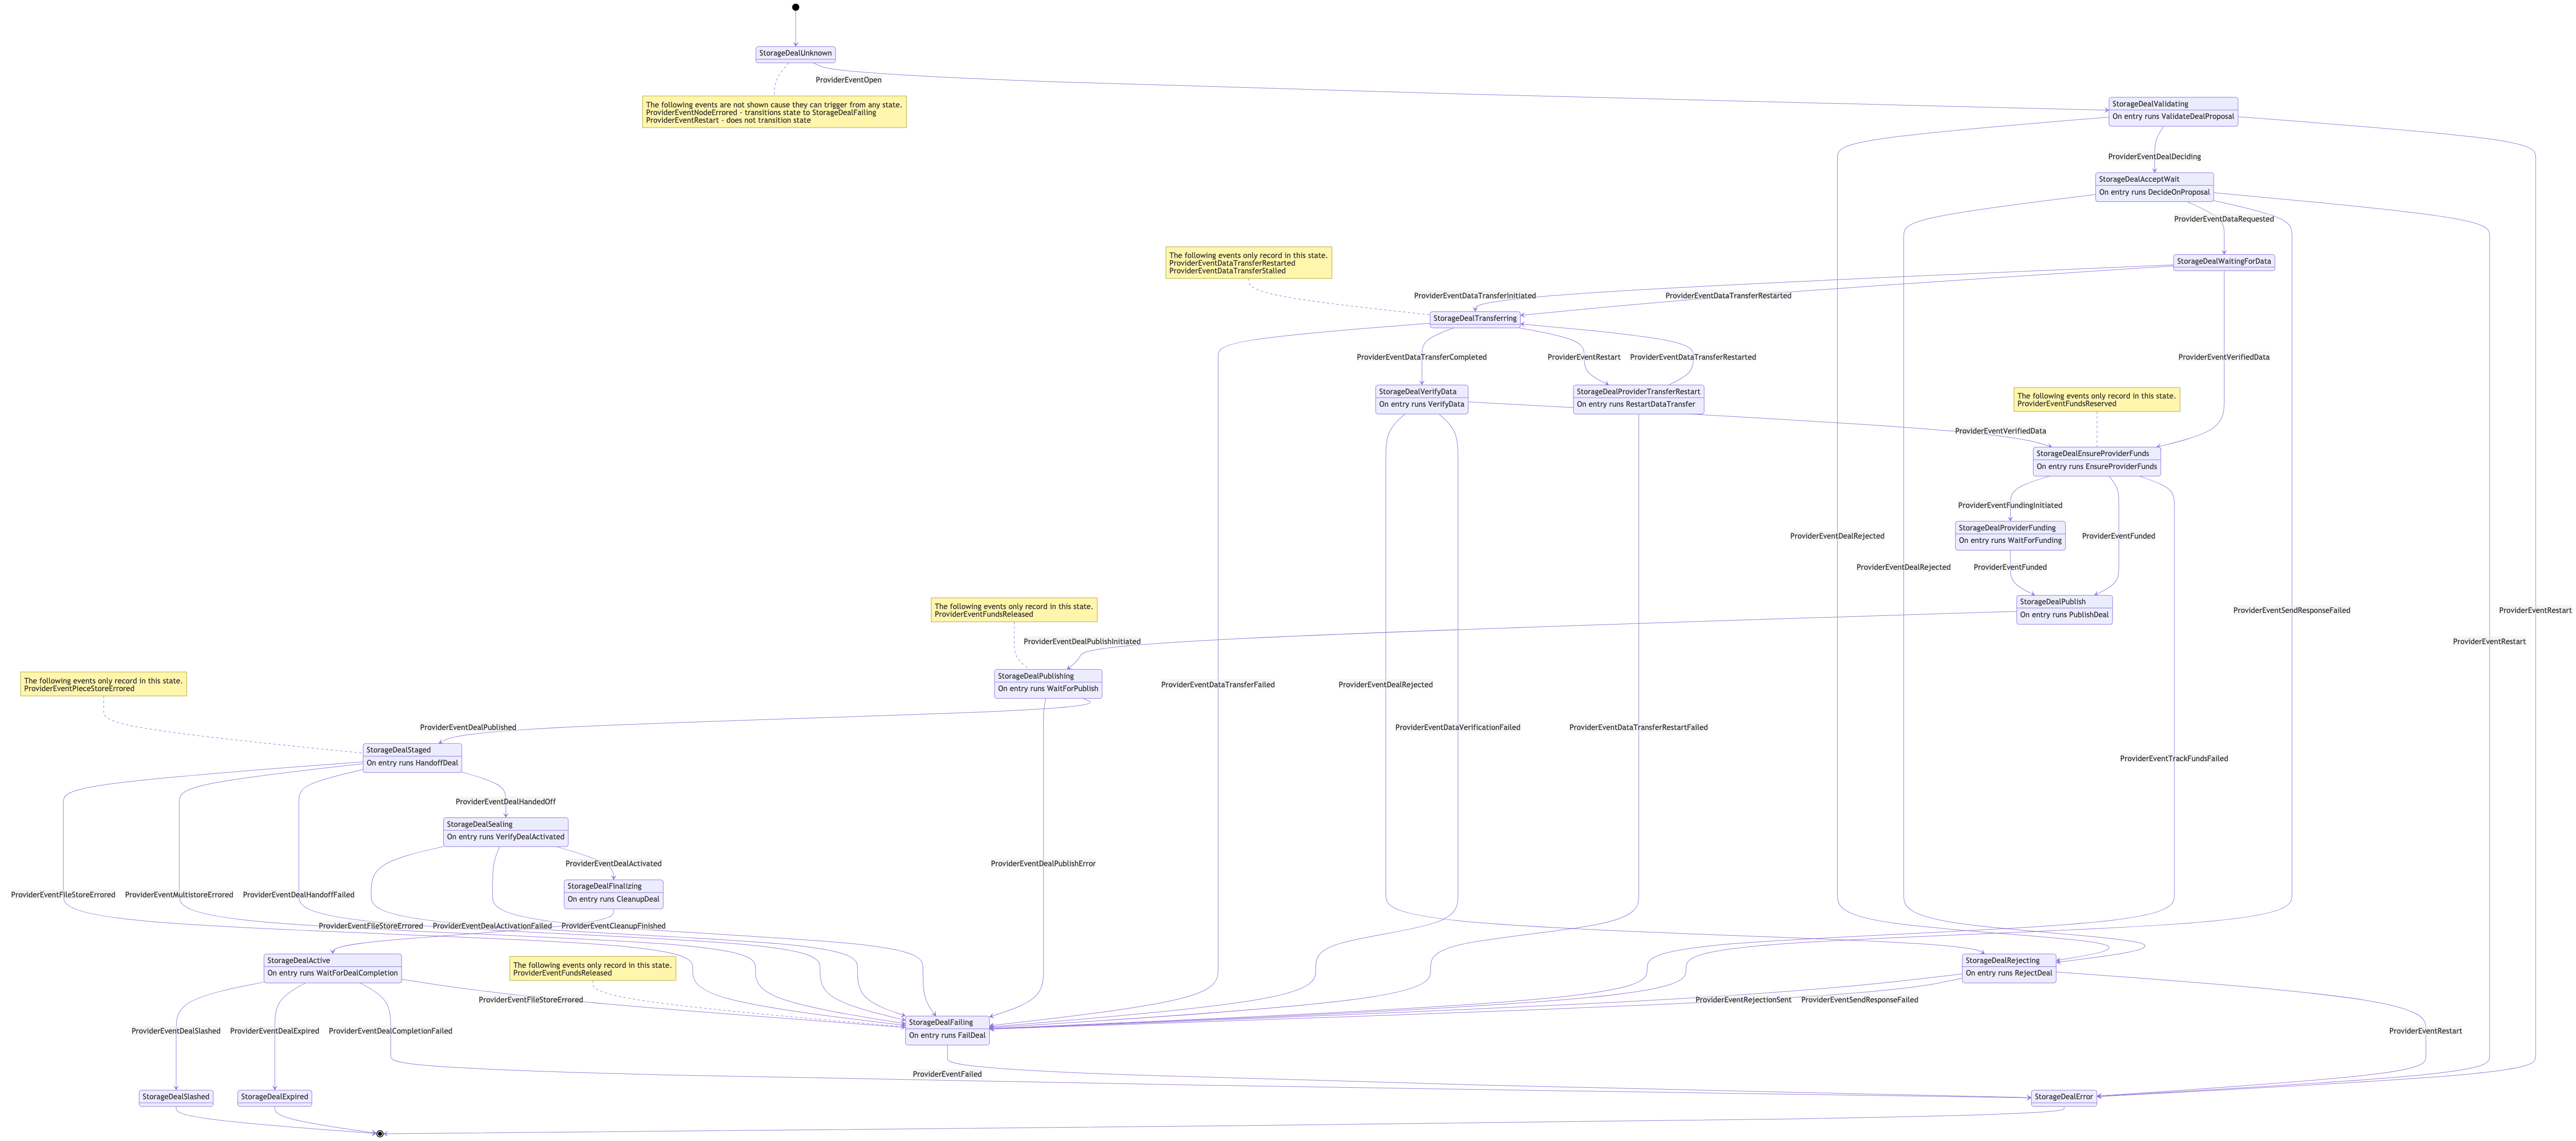 StorageDealUnknown
ProviderEventOpen
The following events are not shown cause they can trigger from any state.
ProviderEventNodeErrored - transitions state to StorageDealFailing
ProviderEventRestart - does not transition state
StorageDealValidating
On entry runs ValidateDealProposal
ProviderEventDealDeciding
StorageDealAcceptWait
On entry runs DecideOnProposal
ProviderEventDataRequested
The following events only record in this state.
ProviderEventDataTransferRestarted
ProviderEventDataTransferStalled
StorageDealWaitingForData
ProviderEventDataTransferInitiated
ProviderEventDataTransferRestarted
StorageDealTransferring
ProviderEventDataTransferCompleted
ProviderEventRestart
ProviderEventDataTransferRestarted
ProviderEventVerifiedData
StorageDealVerifyData
On entry runs VerifyData
StorageDealProviderTransferRestart
On entry runs RestartDataTransfer
The following events only record in this state.
ProviderEventFundsReserved
ProviderEventVerifiedData
StorageDealEnsureProviderFunds
On entry runs EnsureProviderFunds
ProviderEventFundingInitiated
StorageDealProviderFunding
On entry runs WaitForFunding
ProviderEventDealRejected
ProviderEventFunded
ProviderEventDealRejected
ProviderEventFunded
StorageDealPublish
On entry runs PublishDeal
The following events only record in this state.
ProviderEventFundsReleased
ProviderEventSendResponseFailed
ProviderEventRestart
ProviderEventDealPublishInitiated
ProviderEventRestart
StorageDealPublishing
On entry runs WaitForPublish
The following events only record in this state.
ProviderEventPieceStoreErrored
ProviderEventDataTransferFailed
ProviderEventDealRejected
ProviderEventDealPublished
ProviderEventDataVerificationFailed
ProviderEventDataTransferRestartFailed
StorageDealStaged
On entry runs HandoffDeal
ProviderEventTrackFundsFailed
ProviderEventDealHandedOff
StorageDealSealing
On entry runs VerifyDealActivated
ProviderEventDealActivated
ProviderEventDealPublishError
StorageDealFinalizing
On entry runs CleanupDeal
ProviderEventFileStoreErrored
ProviderEventMultistoreErrored
ProviderEventDealHandoffFailed
ProviderEventFileStoreErrored
ProviderEventDealActivationFailed
ProviderEventCleanupFinished
StorageDealActive
On entry runs WaitForDealCompletion
The following events only record in this state.
ProviderEventFundsReleased
StorageDealRejecting
On entry runs RejectDeal
ProviderEventFileStoreErrored
ProviderEventRejectionSent
ProviderEventSendResponseFailed
StorageDealFailing
On entry runs FailDeal
ProviderEventDealSlashed
ProviderEventDealExpired
ProviderEventDealCompletionFailed
ProviderEventRestart
ProviderEventFailed
StorageDealSlashed
StorageDealExpired
StorageDealError